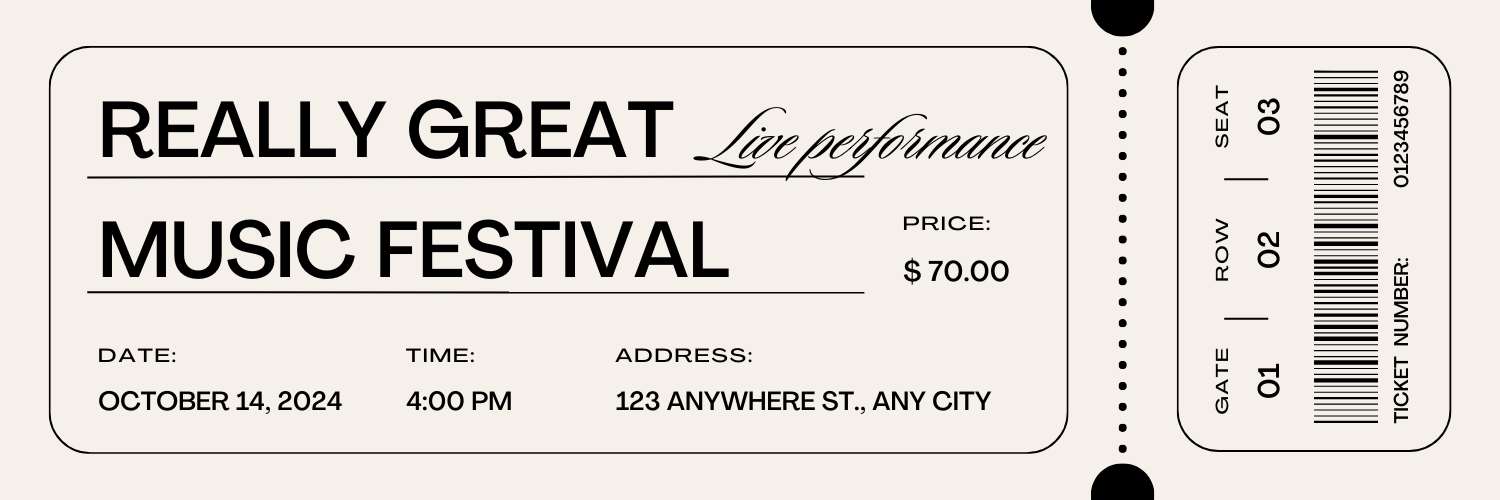 REALLY GREAT Live performance
MUSIC FESTIVAL
PRICE:
$ 70.00
DATE:
OCTOBER 14, 2024
TIME:
4:00 PM
ADDRESS:
123 ANYWHERE ST., ANY CITY
GATE | ROW | SEAT
01 02 03
TICKET NUMBER: 0123456789